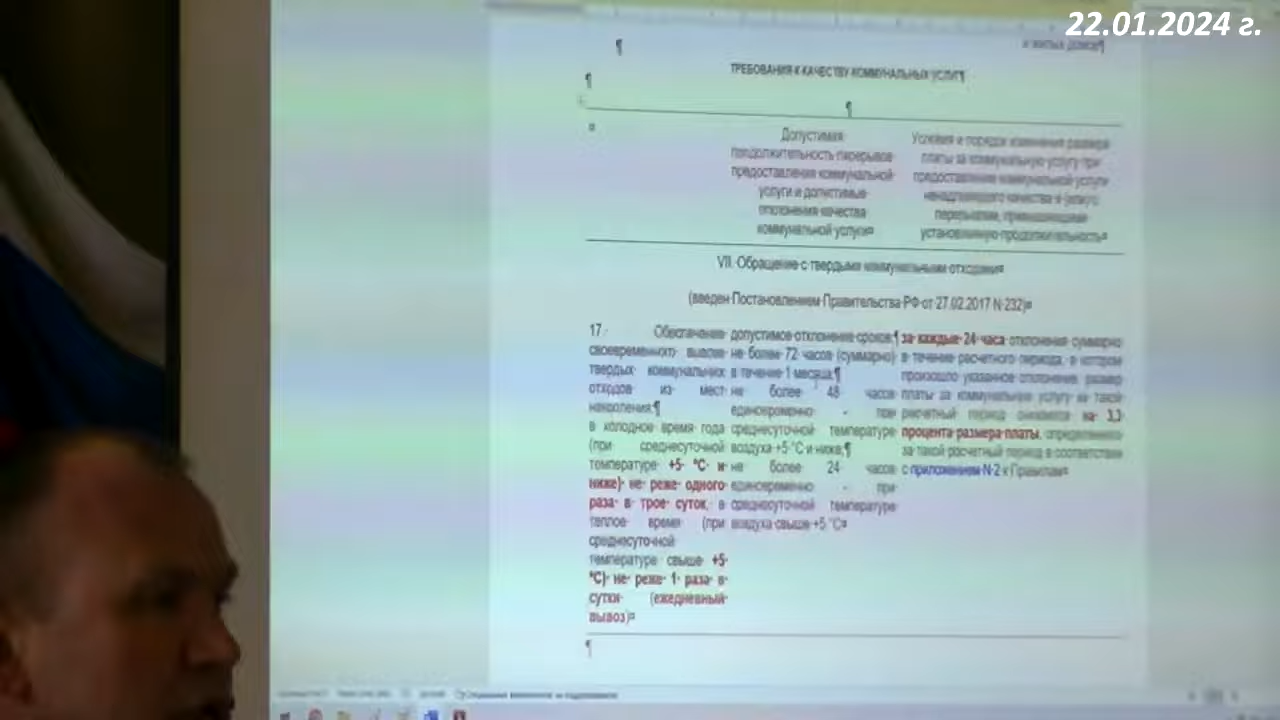 22.01.2024 г.
и жилых домов¶
¶
ТРЕБОВАНИЯ К КАЧЕСТВУ КОММУНАЛЬНЫХ УСЛУГ¶
¶
¶
Допустимая
продолжительность перерывов
предоставления коммунальной
услуги и допустимые
отклонения качества
коммунальной услуги¤
Условия и порядок изменения размера
платы за коммунальную услугу при
предоставлении коммунальной услуги
ненадлежащего качества и (или) с
перерывами, превышающими
установленную продолжительность¤
VII. Обращение с твердыми коммунальными отходами¤
(введен Постановлением Правительства РФ от 27.02.2017 N 232)¤
17. Обеспечение
своевременного вывоза
твердых коммунальных
отходов из мест
накопления:¶
в холодное время года
(при среднесуточной
температуре +5 °C и
ниже) не реже одного
раза в трое суток, в
теплое время (при
среднесуточной
температуре свыше +5
°C) не реже 1 раза в
сутки (ежедневный
вывоз)¤
допустимое отклонение сроков:¶
не более 72 часов (суммарно)
в течение 1 месяца;¶
не более 48 часов
единовременно - при
среднесуточной температуре
воздуха +5 °C и ниже;¶
не более 24 часов
единовременно - при
среднесуточной температуре
воздуха свыше +5 °C¤
за каждые 24 часа отклонения суммарно
в течение расчетного периода, в котором
произошло указанное отклонение, размер
платы за коммунальную услугу за такой
расчетный период снижается на 3,3
процента размера платы, определенного
за такой расчетный период в соответствии
с приложением N 2 к Правилам¤
¶